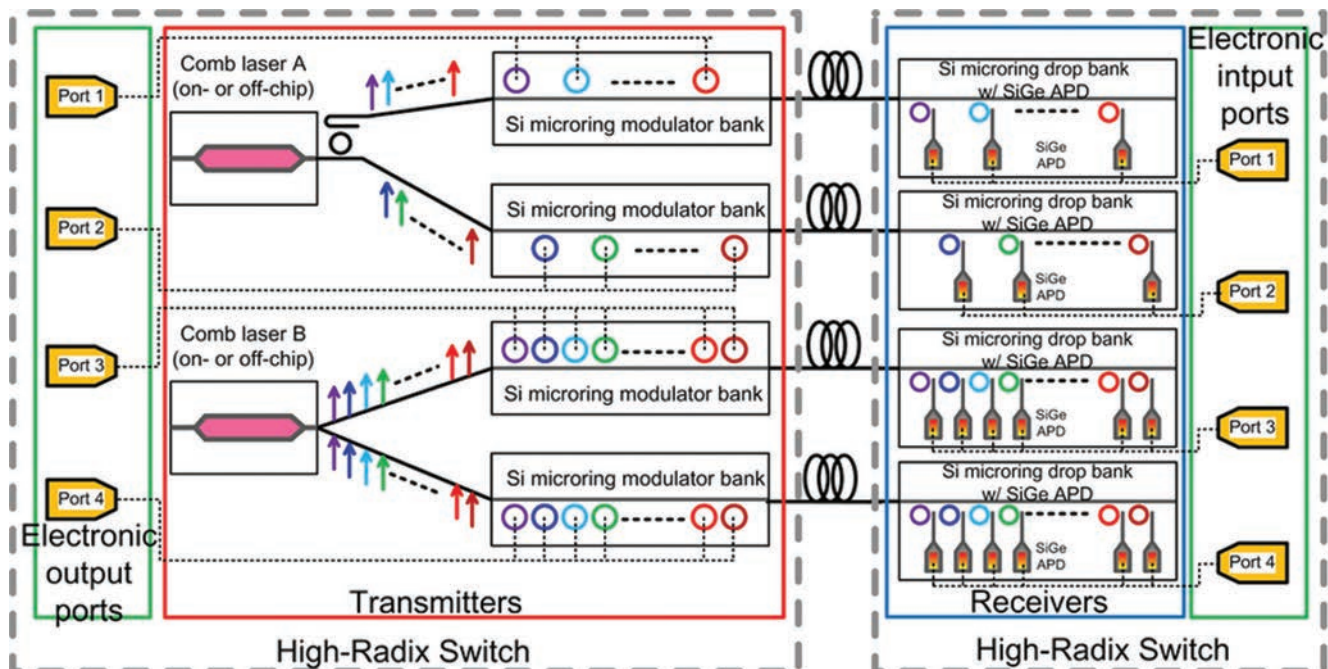 Port 1
Port 2
Port 3
Port 4
Electronic
output
ports
Comb laser A
(on- or off-chip)
Si microring modulator bank
Si microring modulator bank
Comb laser B
(on- or off-chip)
Si microring modulator bank
Si microring modulator bank
Transmitters
High-Radix Switch
Si microring drop bank
w/ SiGe APD
SiGe
APD
Si microring drop bank
w/ SiGe APD
SiGe
APD
Si microring drop bank
w/ SiGe APD
SiGe
APD
Si microring drop bank
w/ SiGe APD
SiGe
APD
Receivers
Electronic
intput
ports
Port 1
Port 2
Port 3
Port 4
High-Radix Switch